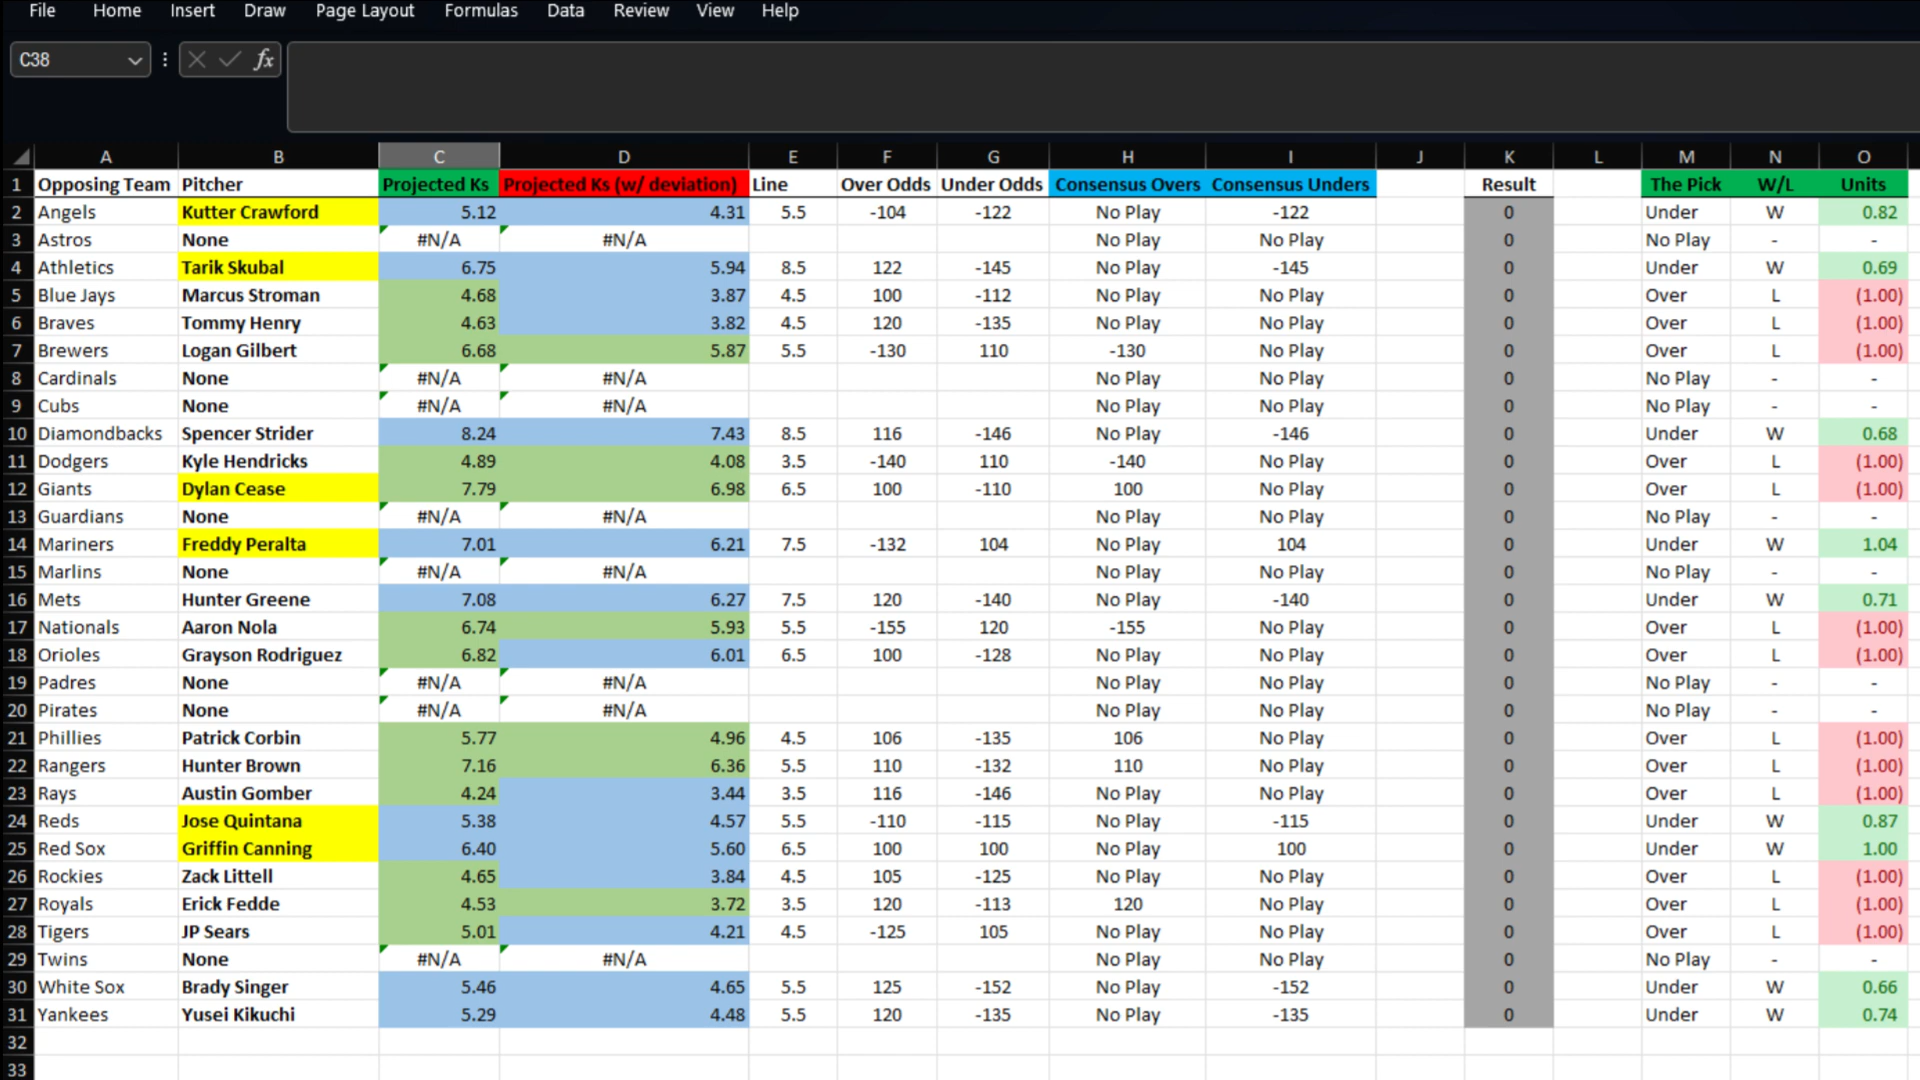 File Home Insert Draw Page Layout Formulas Data Review View Help
C38 fx
A B C D E F G H I J K L M N O
1 Opposing Team Pitcher Projected Ks Projected Ks (w/ deviation) Line Over Odds Under Odds Consensus Overs Consensus Unders Result The Pick W/L Units
2 Angels Kutter Crawford 5.12 4.31 5.5 -104 -122 No Play -122 0 Under W 0.82
3 Astros None #N/A #N/A No Play No Play 0 No Play - -
4 Athletics Tarik Skubal 6.75 5.94 8.5 122 -145 No Play -145 0 Under W 0.69
5 Blue Jays Marcus Stroman 4.68 3.87 4.5 100 -112 No Play No Play 0 Over L (1.00)
6 Braves Tommy Henry 4.63 3.82 4.5 120 -135 No Play No Play 0 Over L (1.00)
7 Brewers Logan Gilbert 6.68 5.87 5.5 -130 110 -130 No Play 0 Over L (1.00)
8 Cardinals None #N/A #N/A No Play No Play 0 No Play - -
9 Cubs None #N/A #N/A No Play No Play 0 No Play - -
10 Diamondbacks Spencer Strider 8.24 7.43 8.5 116 -146 No Play -146 0 Under W 0.68
11 Dodgers Kyle Hendricks 4.89 4.08 3.5 -140 110 -140 No Play 0 Over L (1.00)
12 Giants Dylan Cease 7.79 6.98 6.5 100 -110 100 No Play 0 Over L (1.00)
13 Guardians None #N/A #N/A No Play No Play 0 No Play - -
14 Mariners Freddy Peralta 7.01 6.21 7.5 -132 104 No Play 104 0 Under W 1.04
15 Marlins None #N/A #N/A No Play No Play 0 No Play - -
16 Mets Hunter Greene 7.08 6.27 7.5 120 -140 No Play -140 0 Under W 0.71
17 Nationals Aaron Nola 6.74 5.93 5.5 -155 120 -155 No Play 0 Over L (1.00)
18 Orioles Grayson Rodriguez 6.82 6.01 6.5 100 -128 No Play No Play 0 Over L (1.00)
19 Padres None #N/A #N/A No Play No Play 0 No Play - -
20 Pirates None #N/A #N/A No Play No Play 0 No Play - -
21 Phillies Patrick Corbin 5.77 4.96 4.5 106 -135 106 No Play 0 Over L (1.00)
22 Rangers Hunter Brown 7.16 6.36 5.5 110 -132 110 No Play 0 Over L (1.00)
23 Rays Austin Gomber 4.24 3.44 3.5 116 -146 No Play No Play 0 Over L (1.00)
24 Reds Jose Quintana 5.38 4.57 5.5 -110 -115 No Play -115 0 Under W 0.87
25 Red Sox Griffin Canning 6.40 5.60 6.5 100 100 No Play 100 0 Under W 1.00
26 Rockies Zack Littell 4.65 3.84 4.5 105 -125 No Play No Play 0 Over L (1.00)
27 Royals Erick Fedde 4.53 3.72 3.5 120 -113 120 No Play 0 Over L (1.00)
28 Tigers JP Sears 5.01 4.21 4.5 -125 105 No Play No Play 0 Over L (1.00)
29 Twins None #N/A #N/A No Play No Play 0 No Play - -
30 White Sox Brady Singer 5.46 4.65 5.5 125 -152 No Play -152 0 Under W 0.66
31 Yankees Yusei Kikuchi 5.29 4.48 5.5 120 -135 No Play -135 0 Under W 0.74
32
33